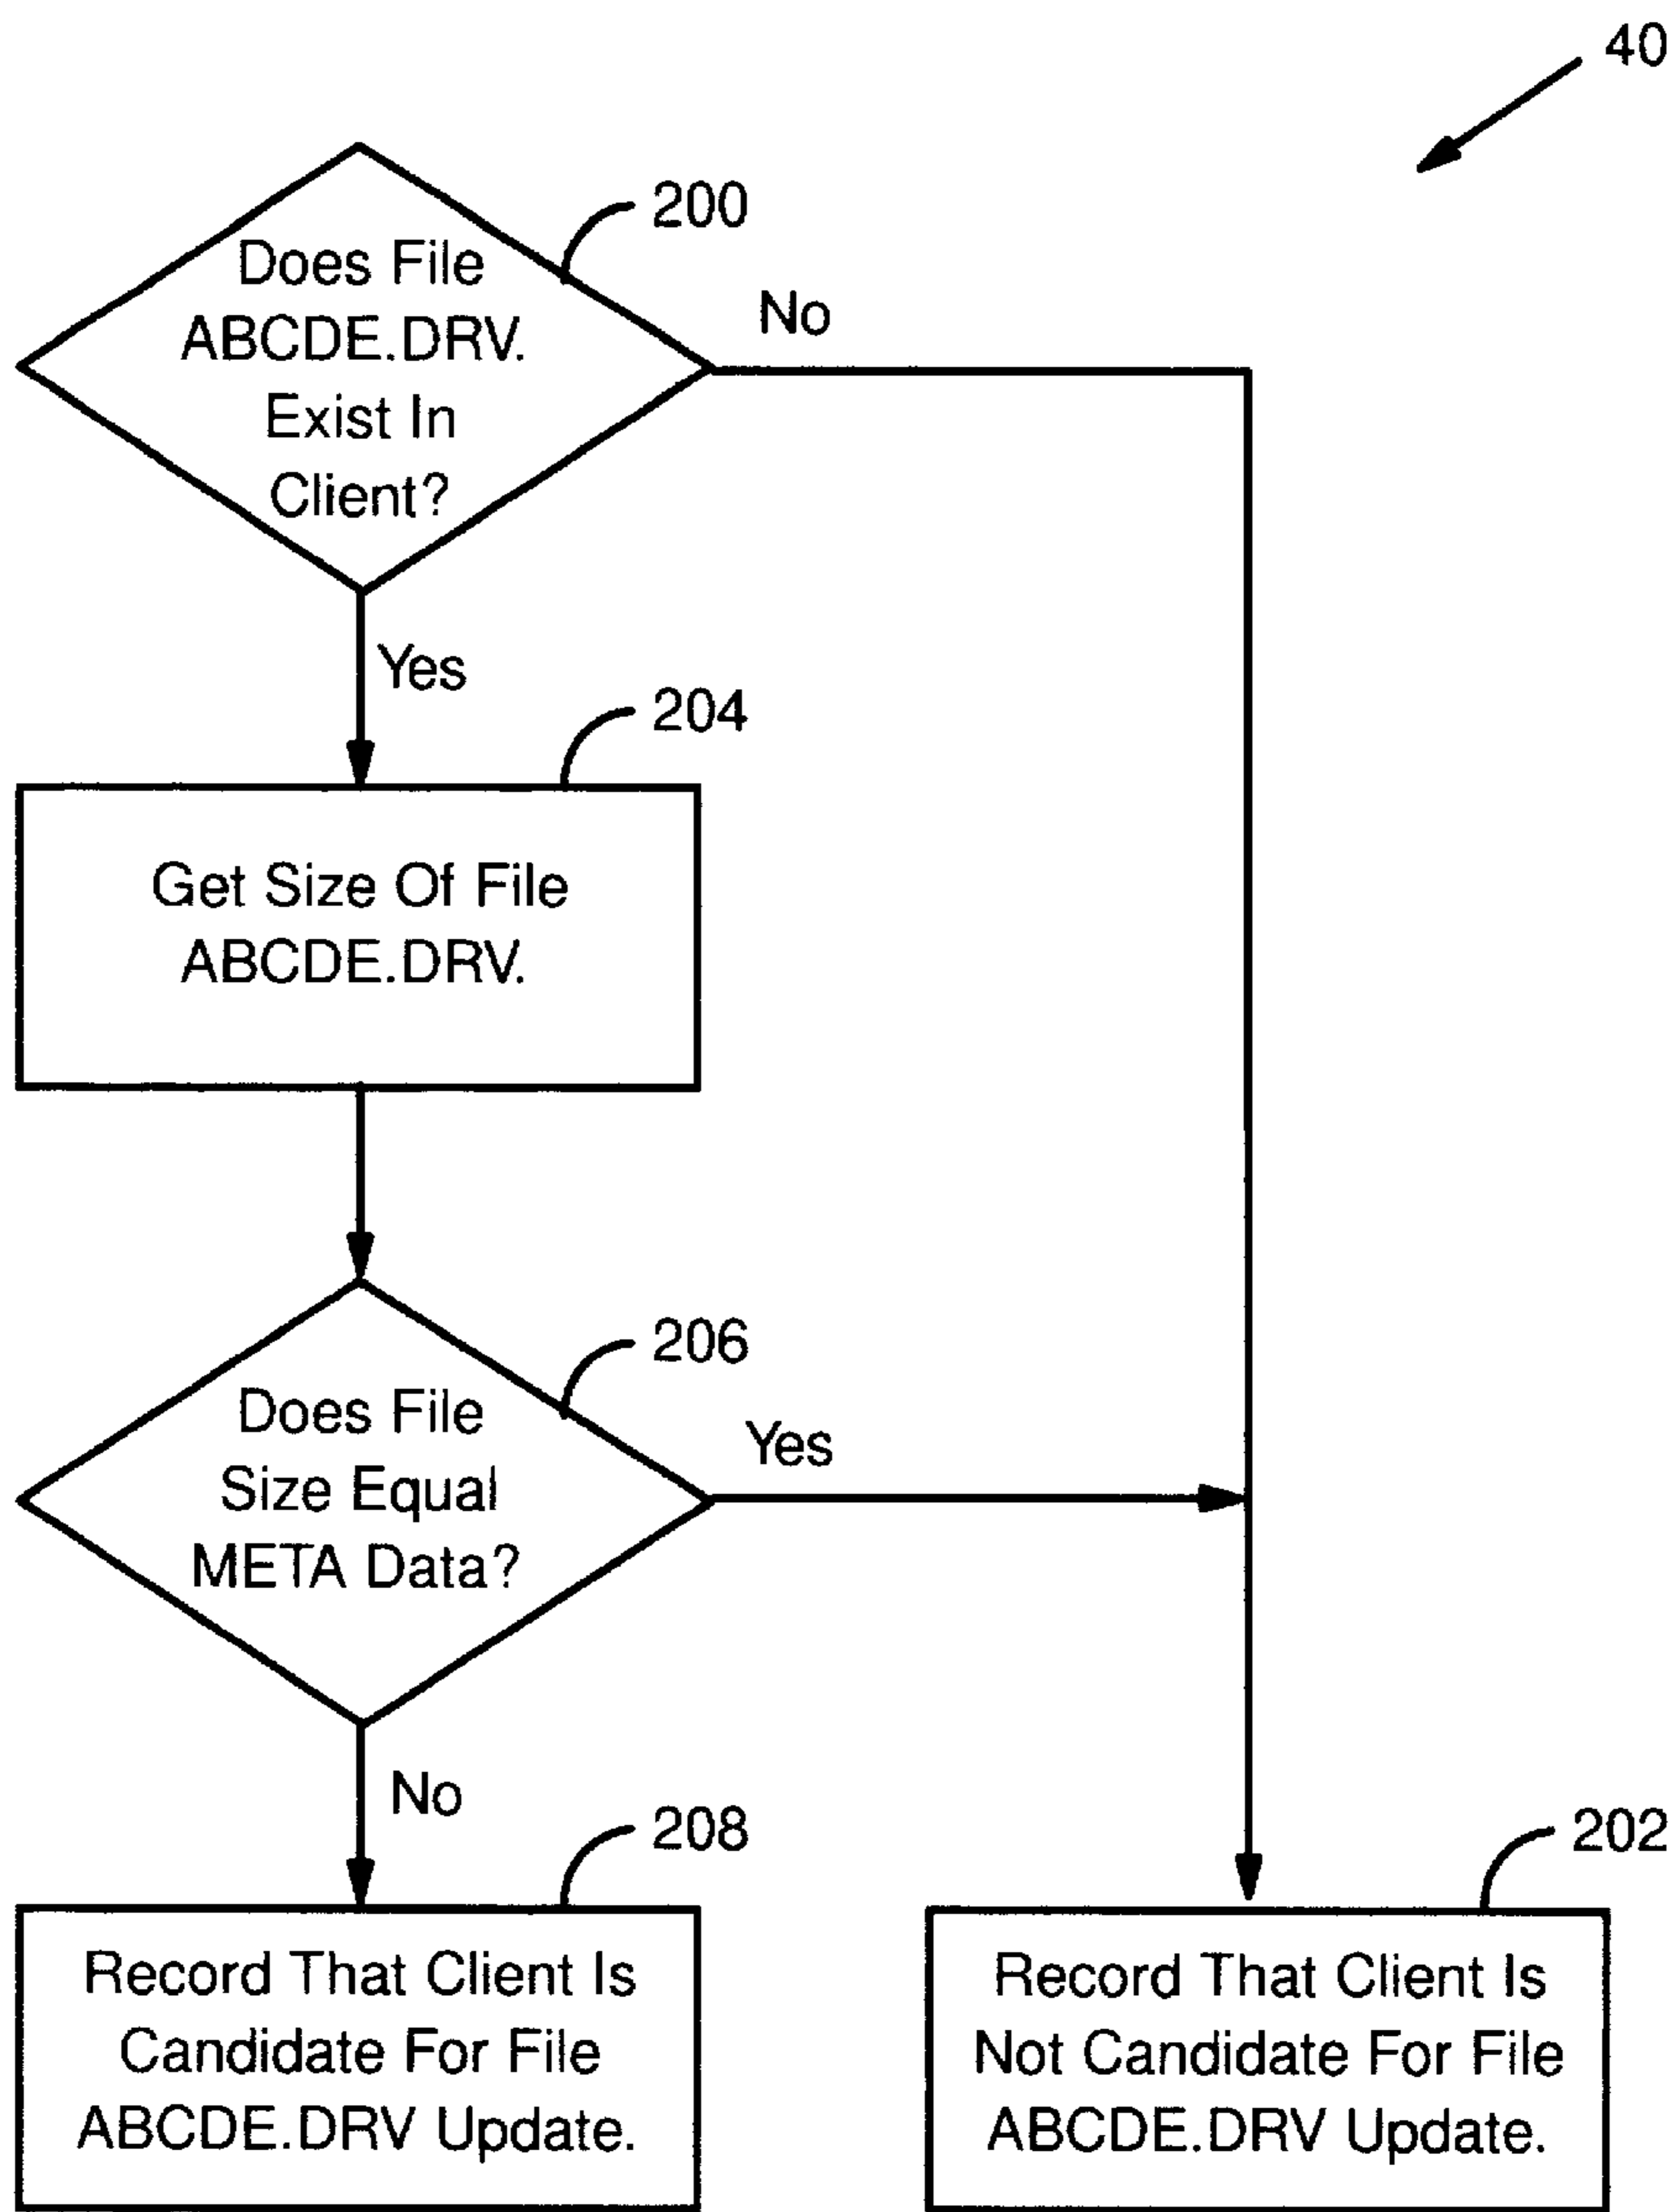 40
200
Does File
ABCDE.DRV.
Exist In
Client?
No
Yes
204
Get Size Of File
ABCDE.DRV.
206
Does File
Size Equal
META Data?
Yes
No
208
Record That Client Is
Candidate For File
ABCDE.DRV Update.
202
Record That Client Is
Not Candidate For File
ABCDE.DRV Update.